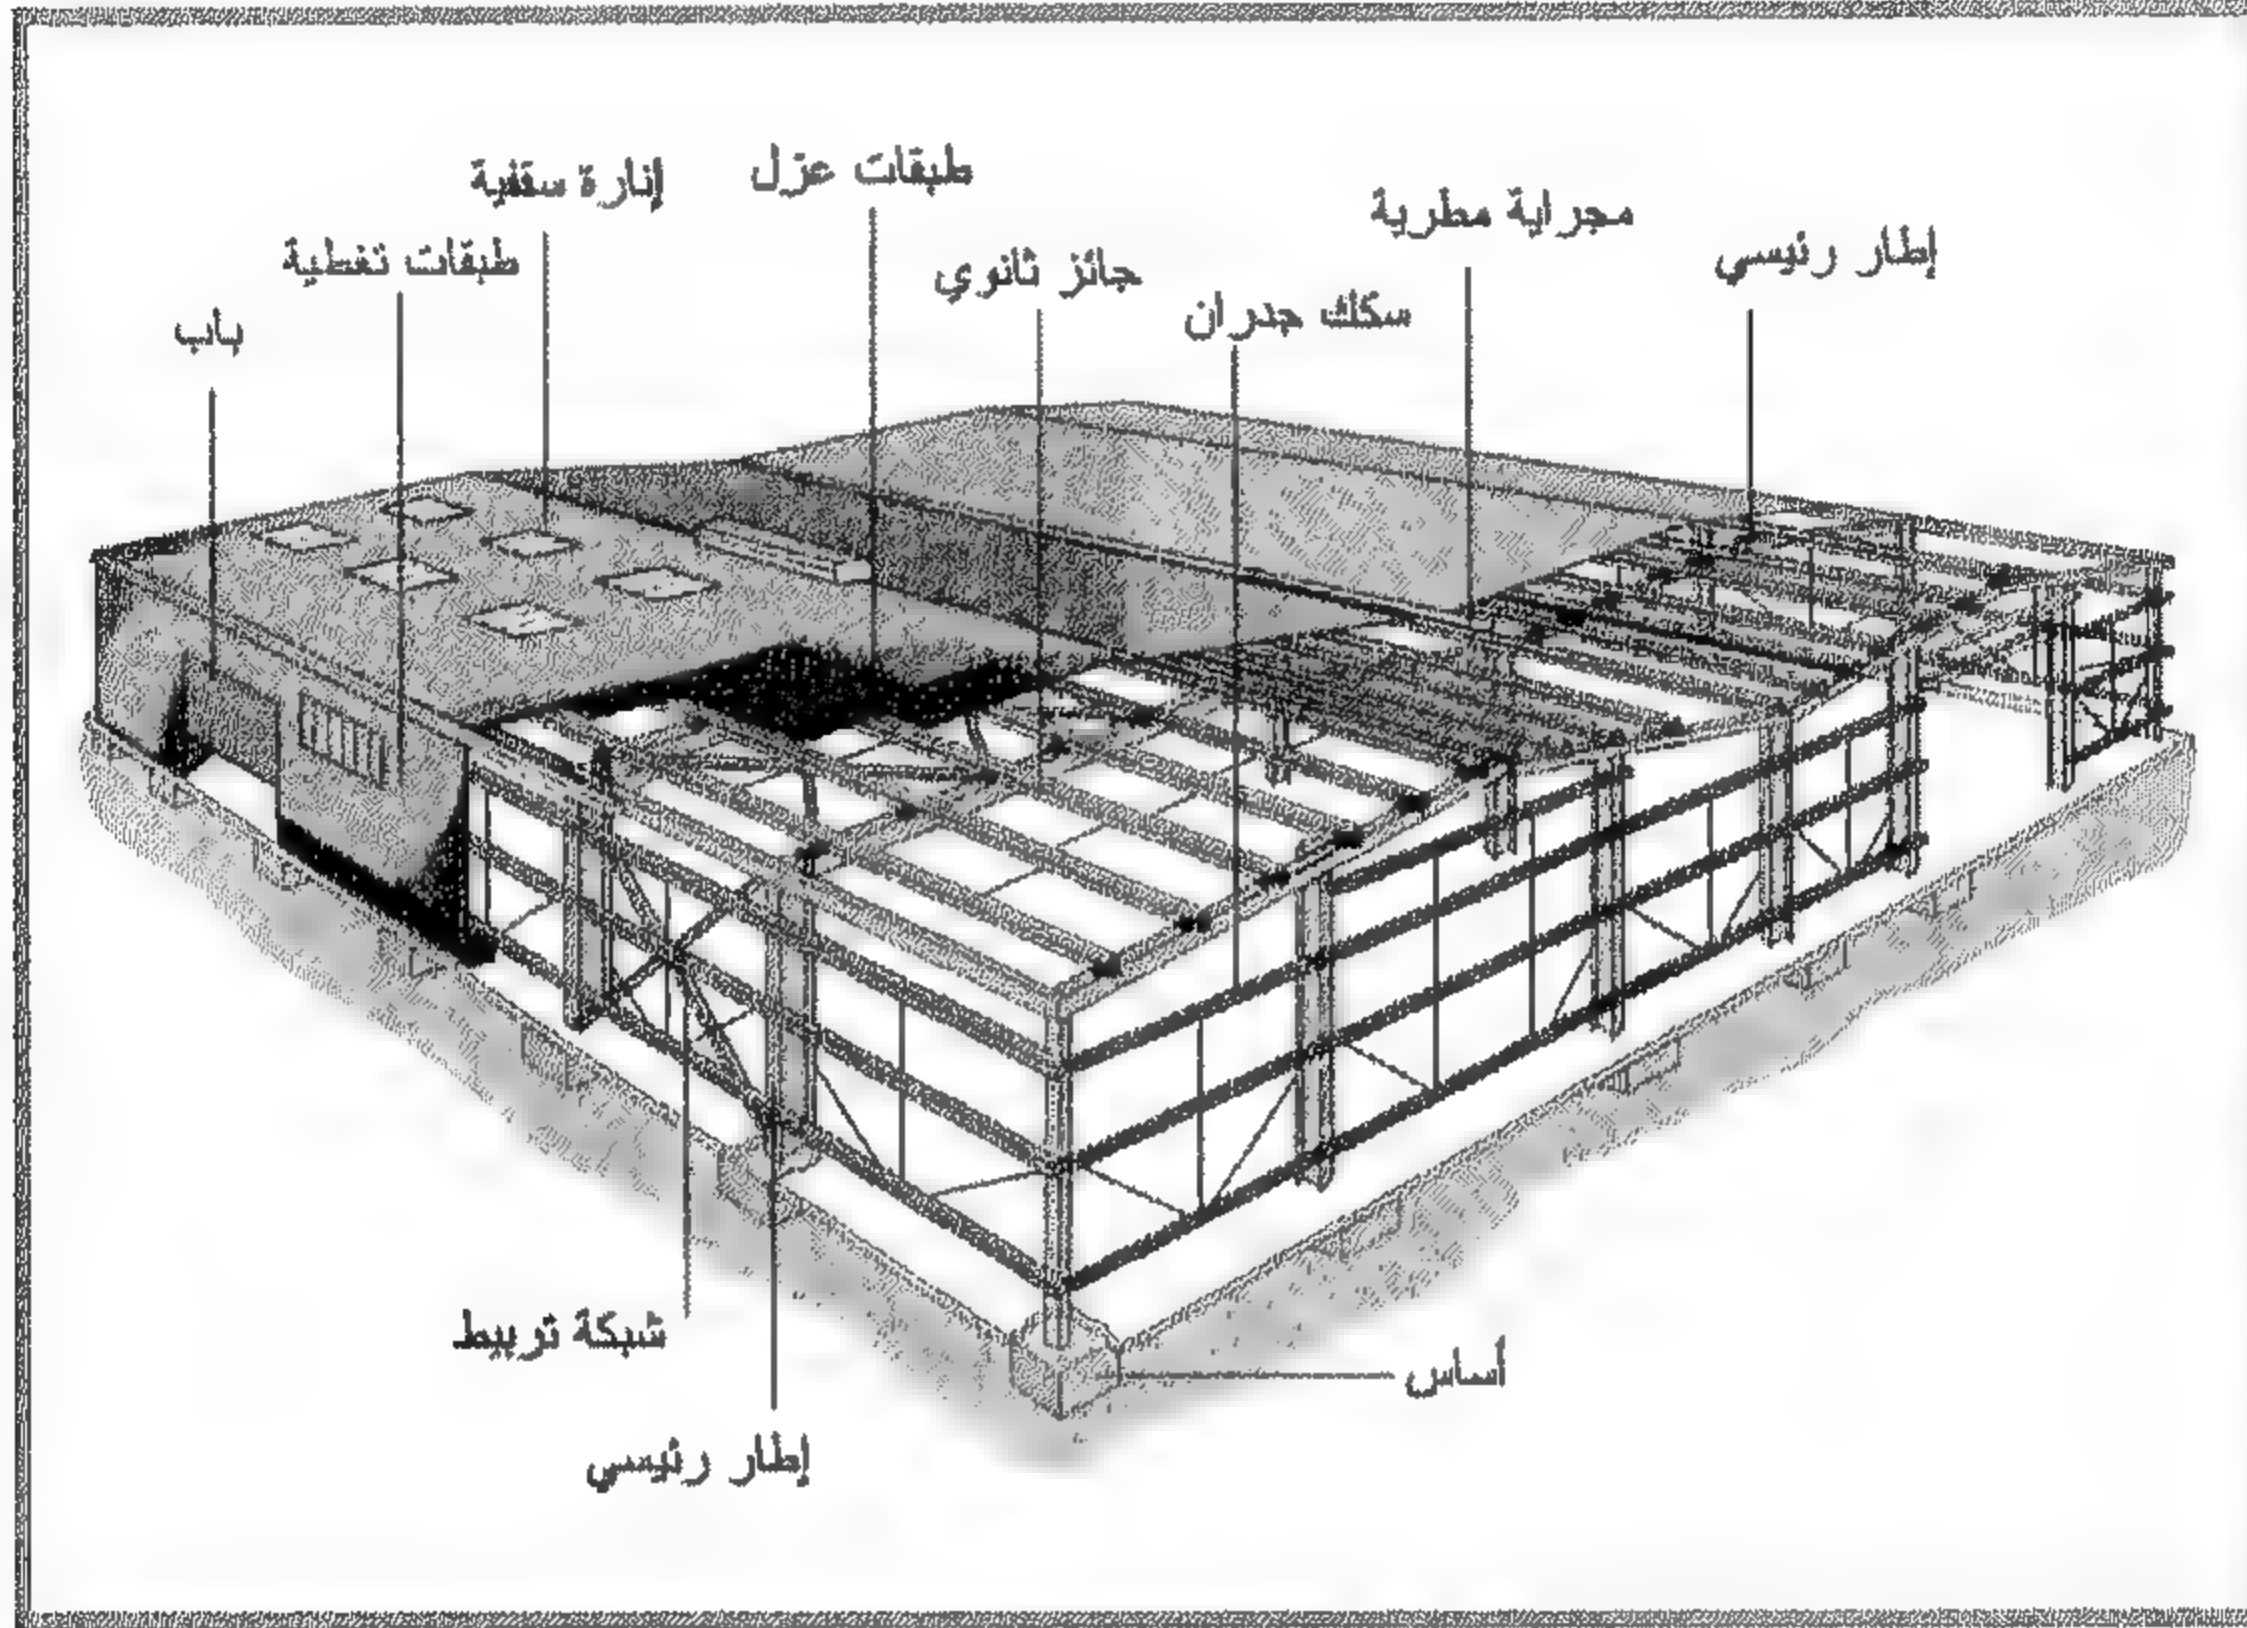 إطار رئيسي
مجراية مطرية
سكك جدران
جائز ثانوي
طبقات عزل
إنارة سقفية
طبقات تغطية
باب
أساس
شبكة تربيط
إطار رئيسي